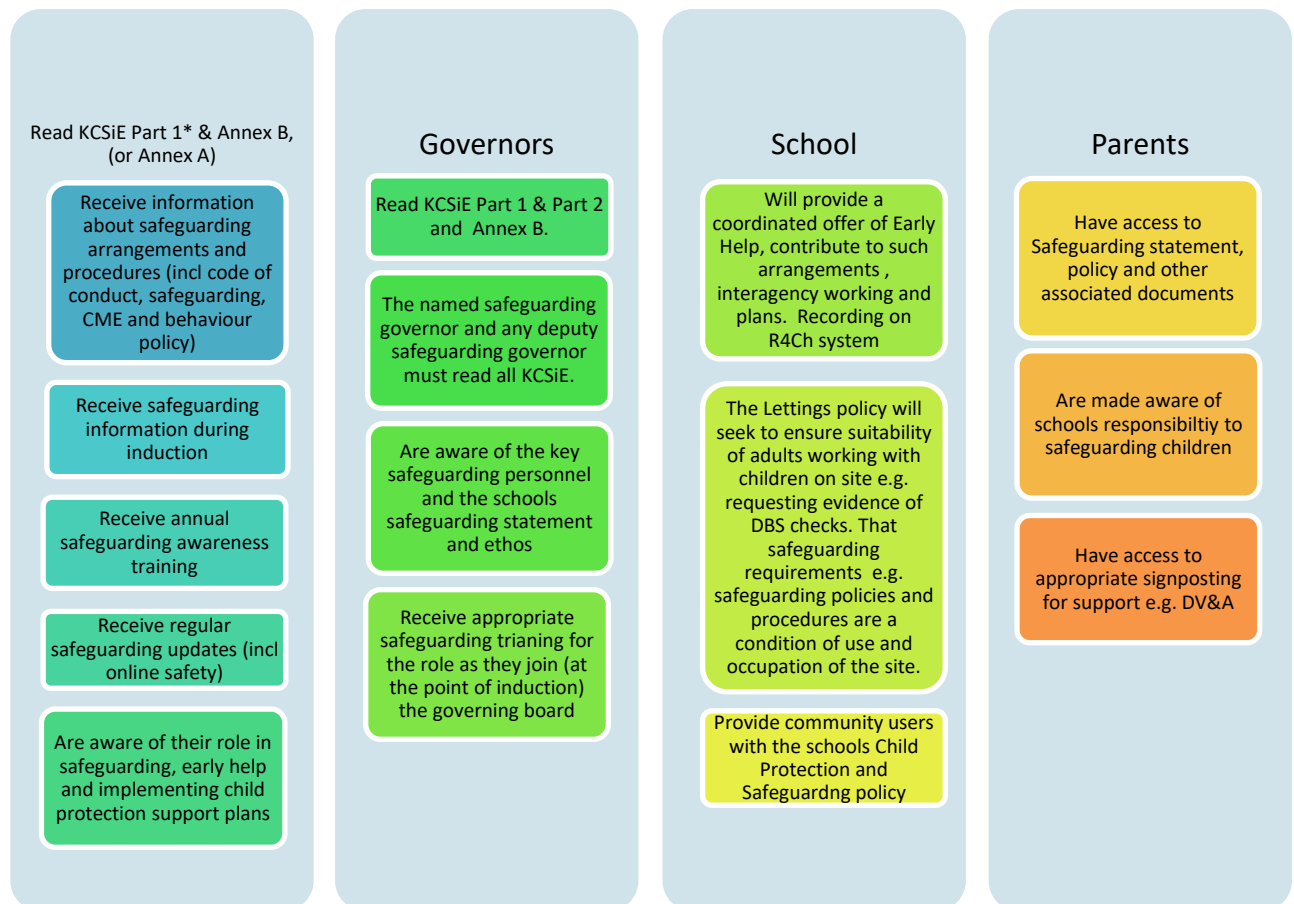 Read KCSiE Part 1* & Annex B,
(or Annex A)
Receive information
about safeguarding
arrangements and
procedures (incl code of
conduct, safeguarding,
CME and behaviour
policy)
Receive safeguarding
information during
induction
Receive annual
safeguarding awareness
training
Receive regular
safeguarding updates (incl
online safety)
Are aware of their role in
safeguarding, early help
and implementing child
protection support plans
Governors
Read KCSiE Part 1 & Part 2
and Annex B.
The named safeguarding
governor and any deputy
safeguarding governor
must read all KCSiE.
Are aware of the key
safeguarding personnel
and the schools
safeguarding statement
and ethos
Receive appropriate
safeguarding trianing for
the role as they join (at
the point of induction)
the governing board
School
Will provide a
coordinated offer of Early
Help, contribute to such
arrangements ,
interagency working and
plans. Recording on
R4Ch system
The Lettings policy will
seek to ensure suitability
of adults working with
children on site e.g.
requesting evidence of
DBS checks. That
safeguarding
requirements e.g.
safeguarding policies and
procedures are a
condition of use and
occupation of the site.
Provide community users
with the schools Child
Protection and
Safeguardng policy
Parents
Have access to
Safeguarding statement,
policy and other
associated documents
Are made aware of
schools responsibiltiy to
safeguarding children
Have access to
appropriate signposting
for support e.g. DV&A